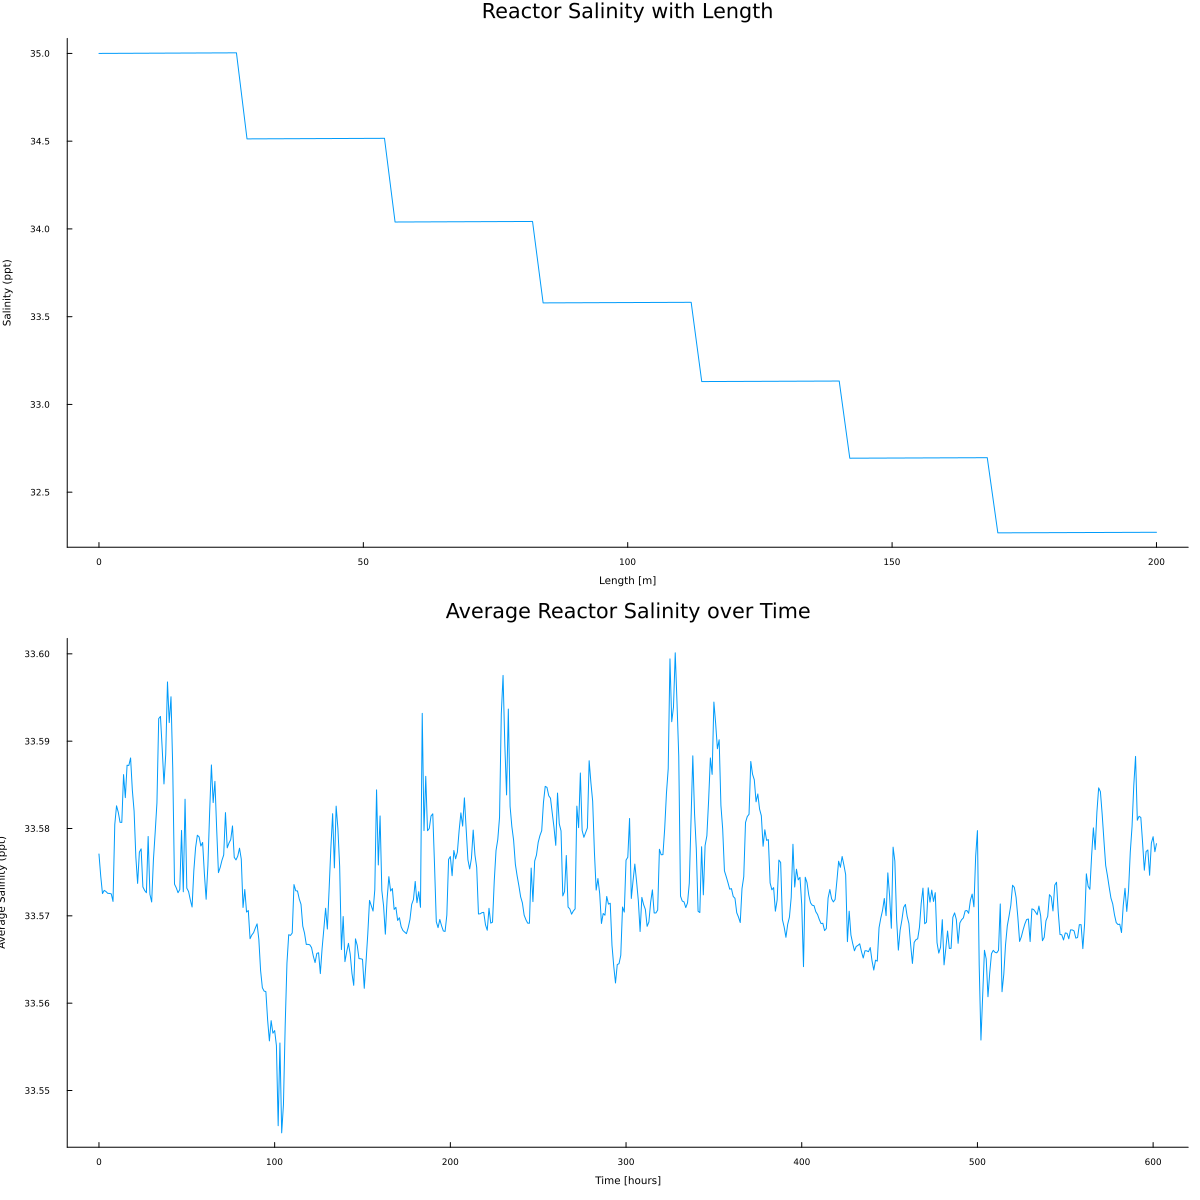 Reactor Salinity with Length
35.0
34.5
34.0
33.5
33.0
32.5
Salinity (ppt)
0 50 100 150 200
Length [m]
Average Reactor Salinity over Time
33.60
33.59
33.58
33.57
33.56
33.55
Average Salinity (ppt)
0 100 200 300 400 500 600
Time [hours]